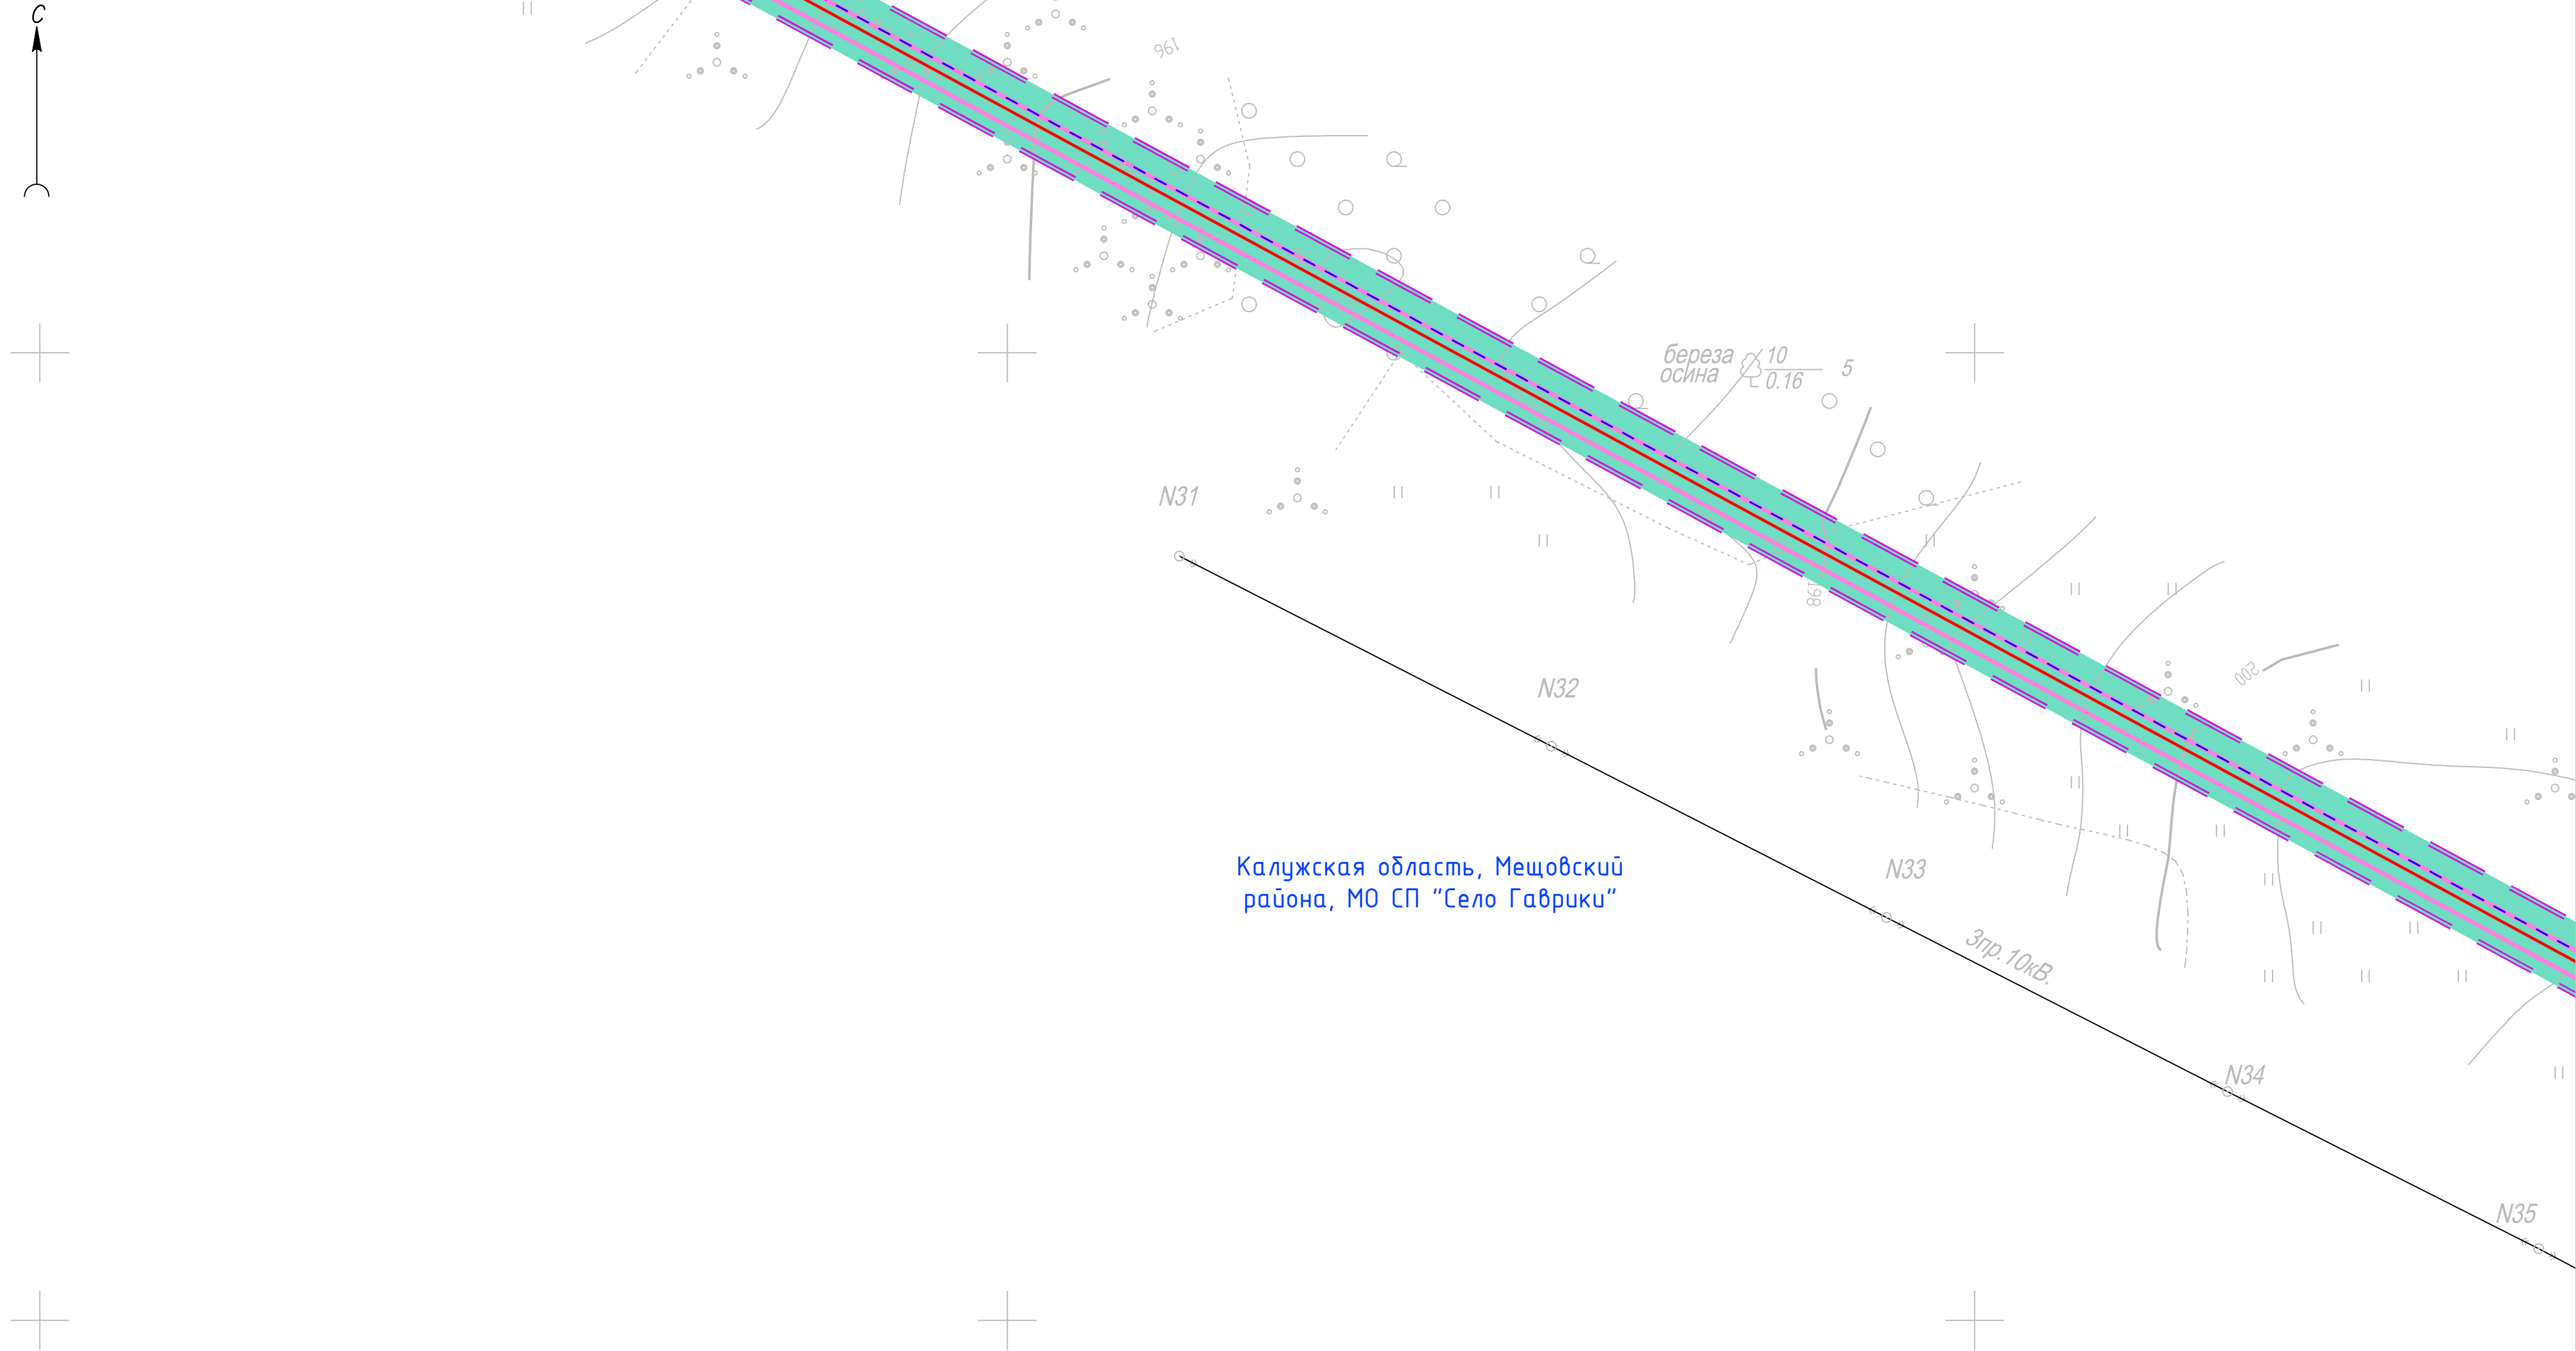 С
196
береза
осина
10
0.16
5
N31
198
N32
200
Калужская область, Мещовский
района, МО СП "Село Гаврики"
N33
3пр.10кВ.
N34
N35